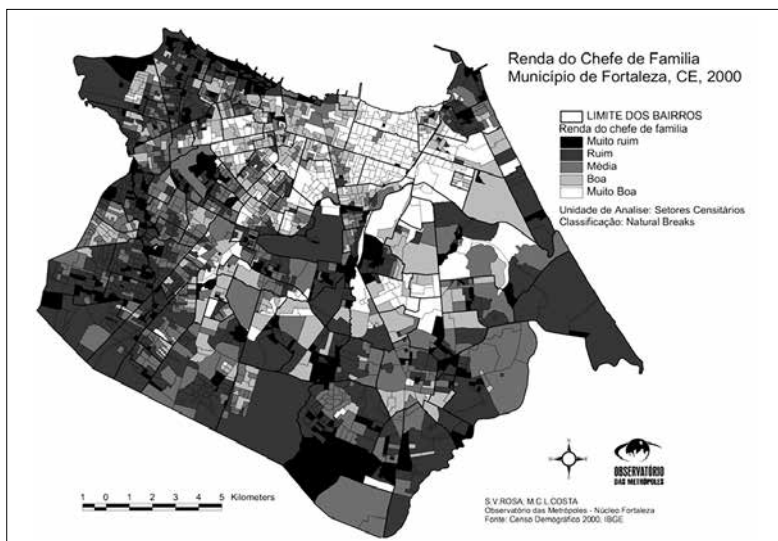 Renda do Chefe de Familia
Município de Fortaleza, CE, 2000
LIMITE DOS BAIRROS
Renda do chefe de familia
Muito ruim
Ruim
Média
Boa
Muito Boa
Unidade de Analise: Setores Censitários
Classificação: Natural Breaks
1 0 1 2 3 4 5 Kilometers
OBSERVATÓRIO
DAS METRÓPOLES
S.V.ROSA, M.C.L.COSTA
Observatório das Metrópoles - Núcleo Fortaleza
Fonte: Censo Demográfico 2000, IBGE